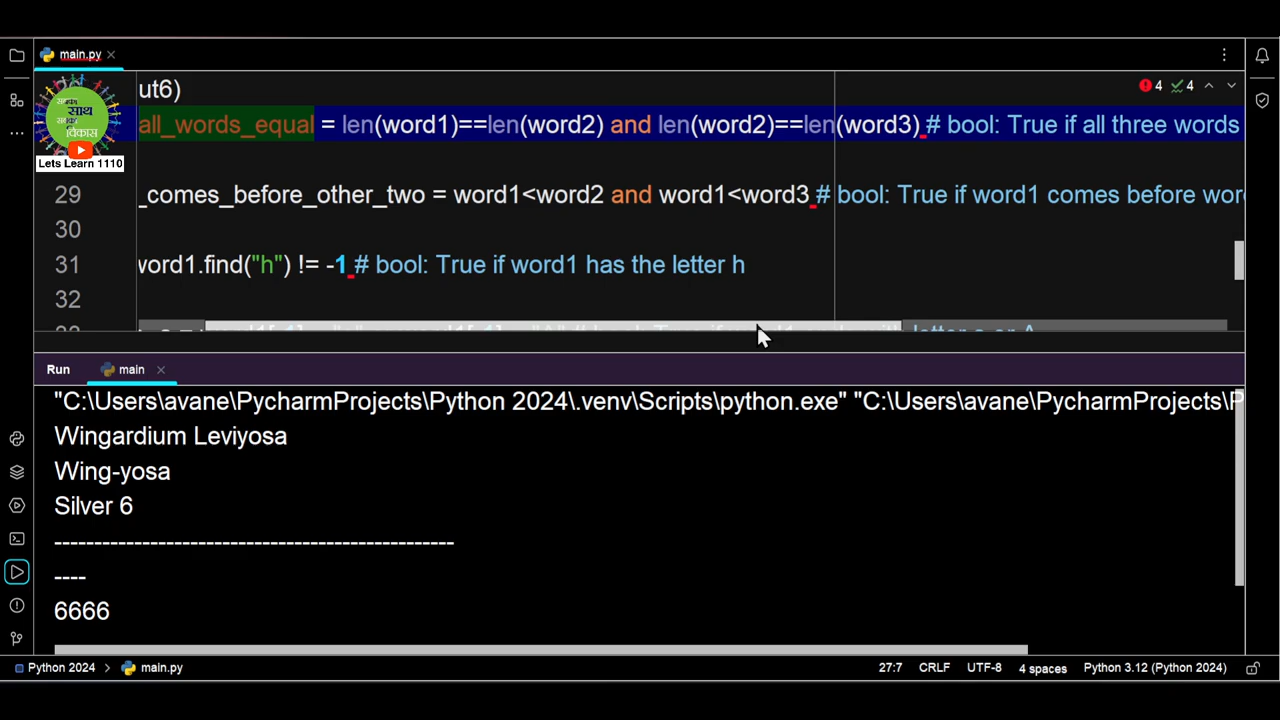 main.py
ut6)
all_words_equal = len(word1)==len(word2) and len(word2)==len(word3) # bool: True if all three words
4 4
सबका
साथ
सबका
विकास
Lets Learn 1110
29 _comes_before_other_two = word1<word2 and word1<word3 # bool: True if word1 comes before wor
30
31 word1.find("h") != -1 # bool: True if word1 has the letter h
32
Run main
"C:\Users\avane\PycharmProjects\Python 2024\.venv\Scripts\python.exe" "C:\Users\avane\PycharmProjects\P
Wingardium Leviyosa
Wing-yosa
Silver 6
--------------------------------------------------
----
6666
Python 2024 > main.py 27:7 CRLF UTF-8 4 spaces Python 3.12 (Python 2024)